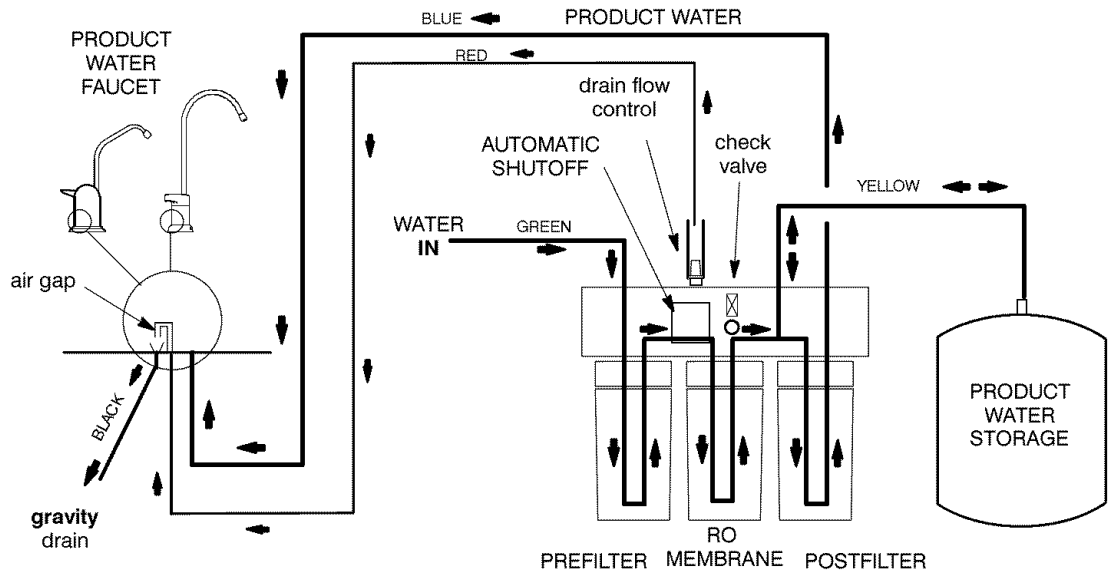 BLUE
PRODUCT WATER
PRODUCT
WATER
FAUCET
RED
drain flow
control
AUTOMATIC
SHUTOFF
check
valve
YELLOW
WATER
IN
GREEN
air gap
BLACK
PRODUCT
WATER
STORAGE
gravity
drain
PREFILTER
RO
MEMBRANE
POSTFILTER